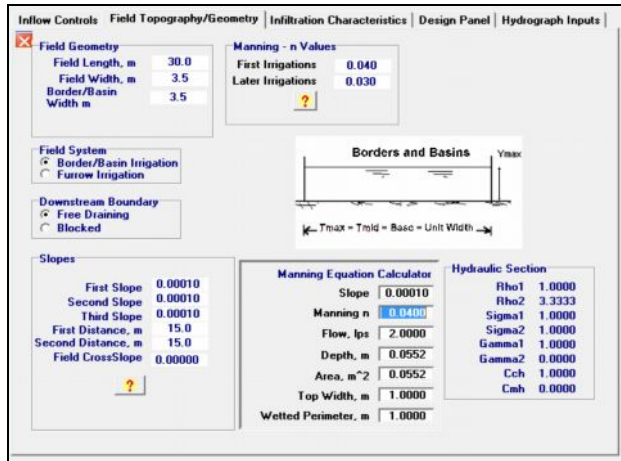 Inflow Controls Field Topography/Geometry Infiltration Characteristics Design Panel Hydrograph Inputs
Field Geometry
Field Length, m 30.0
Field Width, m 3.5
Border/Basin
Width m 3.5
Manning - n Values
First Irrigations 0.040
Later Irrigations 0.030
?
Field System
Border/Basin Irrigation
Furrow Irrigation
Downstream Boundary
Free Draining
Blocked
Borders and Basins
Ymax
Tmax = Tmid = Base = Unit Width
Slopes
First Slope 0.00010
Second Slope 0.00010
Third Slope 0.00010
First Distance, m 15.0
Second Distance, m 15.0
Field CrossSlope 0.00000
?
Manning Equation Calculator
Slope 0.00010
Manning n 0.0400
Flow, lps 2.0000
Depth, m 0.0552
Area, m^2 0.0552
Top Width, m 1.0000
Wetted Perimeter, m 1.0000
Hydraulic Section
Rho1 1.0000
Rho2 3.3333
Sigma1 1.0000
Sigma2 1.0000
Gamma1 1.0000
Gamma2 0.0000
Cch 1.0000
Cmh 0.0000